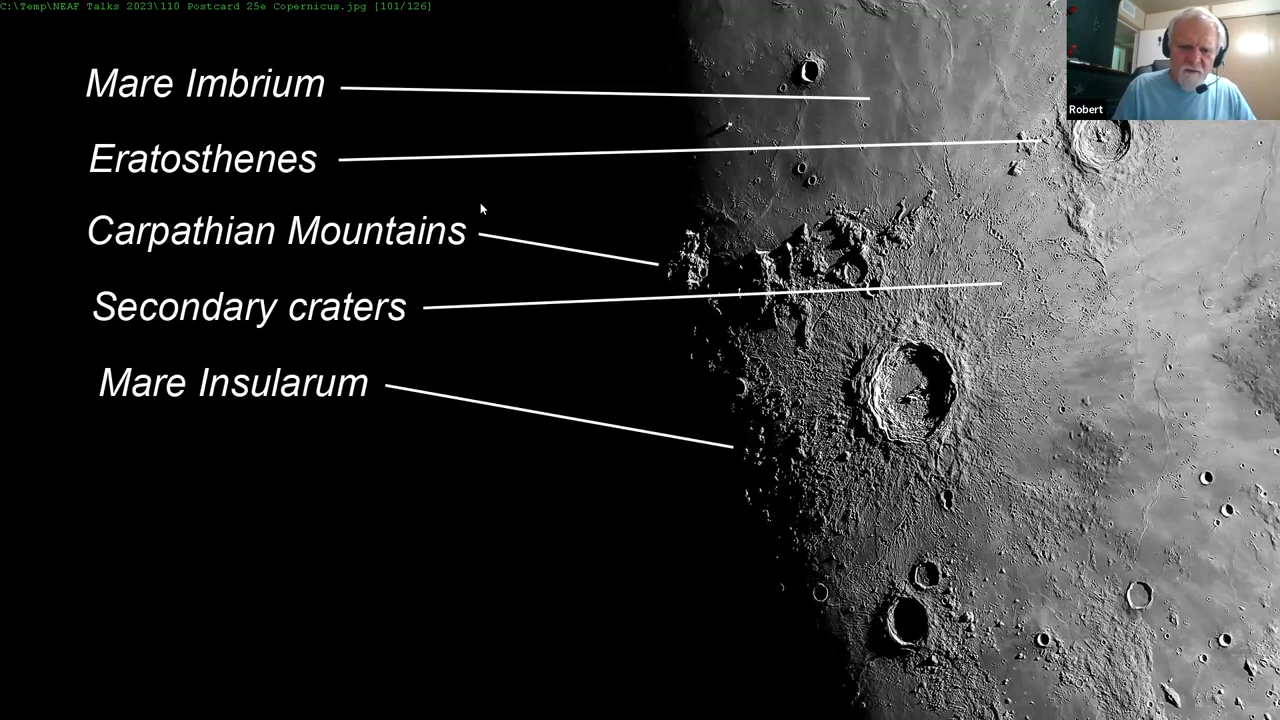 C:\Temp\NEAF Talks 2023\110 Postcard 25e Copernicus.jpg [101/126]
Mare Imbrium
Robert
Eratosthenes
Carpathian Mountains
Secondary craters
Mare Insularum